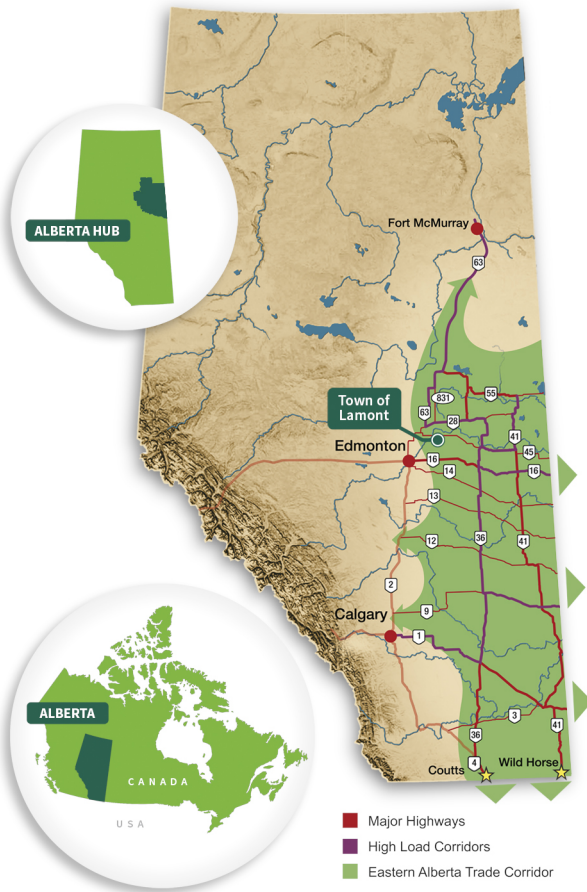 Fort McMurray
63
ALBERTA HUB
55
831
Town of
Lamont
63
28
41
Edmonton
45
16
16
14
13
12
36
41
2
Calgary
9
1
ALBERTA
3
41
36
CANADA
4
Wild Horse
Coutts
USA
Major Highways
High Load Corridors
Eastern Alberta Trade Corridor